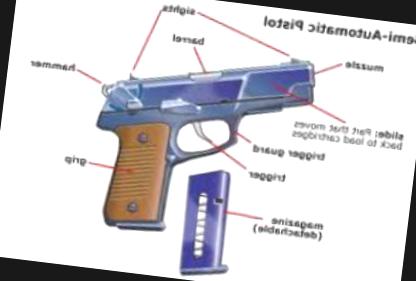 emi-Automatic Pistol
sights
barrel
muzzle
hammer
slide: Part that moves
back to load cartridges
trigger guard
grip
trigger
magazine
(detachable)